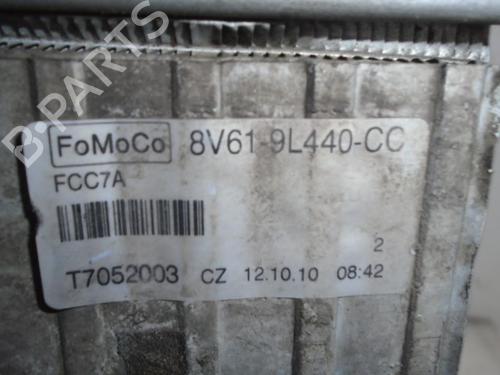 B-PARTS
FoMoCo 8V61-9L440-CC
FCC7A
2
T7052003 CZ 12.10.10 08:42